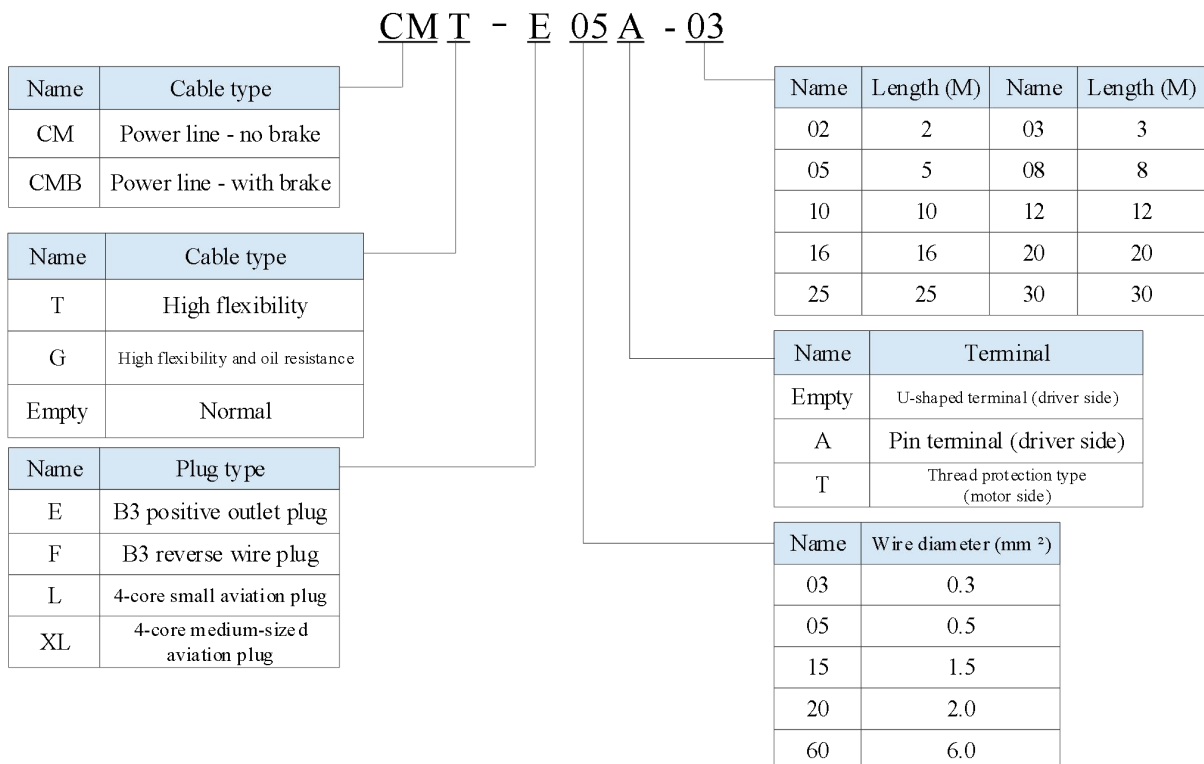 CMT - E 05 A - 03
Name Cable type
CM Power line - no brake
CMB Power line - with brake
Name Cable type
T High flexibility
G High flexibility and oil resistance
Empty Normal
Name Plug type
E B3 positive outlet plug
F B3 reverse wire plug
L 4-core small aviation plug
XL 4-core medium-sized
aviation plug
Name Length (M) Name Length (M)
02 2 03 3
05 5 08 8
10 10 12 12
16 16 20 20
25 25 30 30
Name Terminal
Empty U-shaped terminal (driver side)
A Pin terminal (driver side)
T Thread protection type
(motor side)
Name Wire diameter (mm ²)
03 0.3
05 0.5
15 1.5
20 2.0
60 6.0